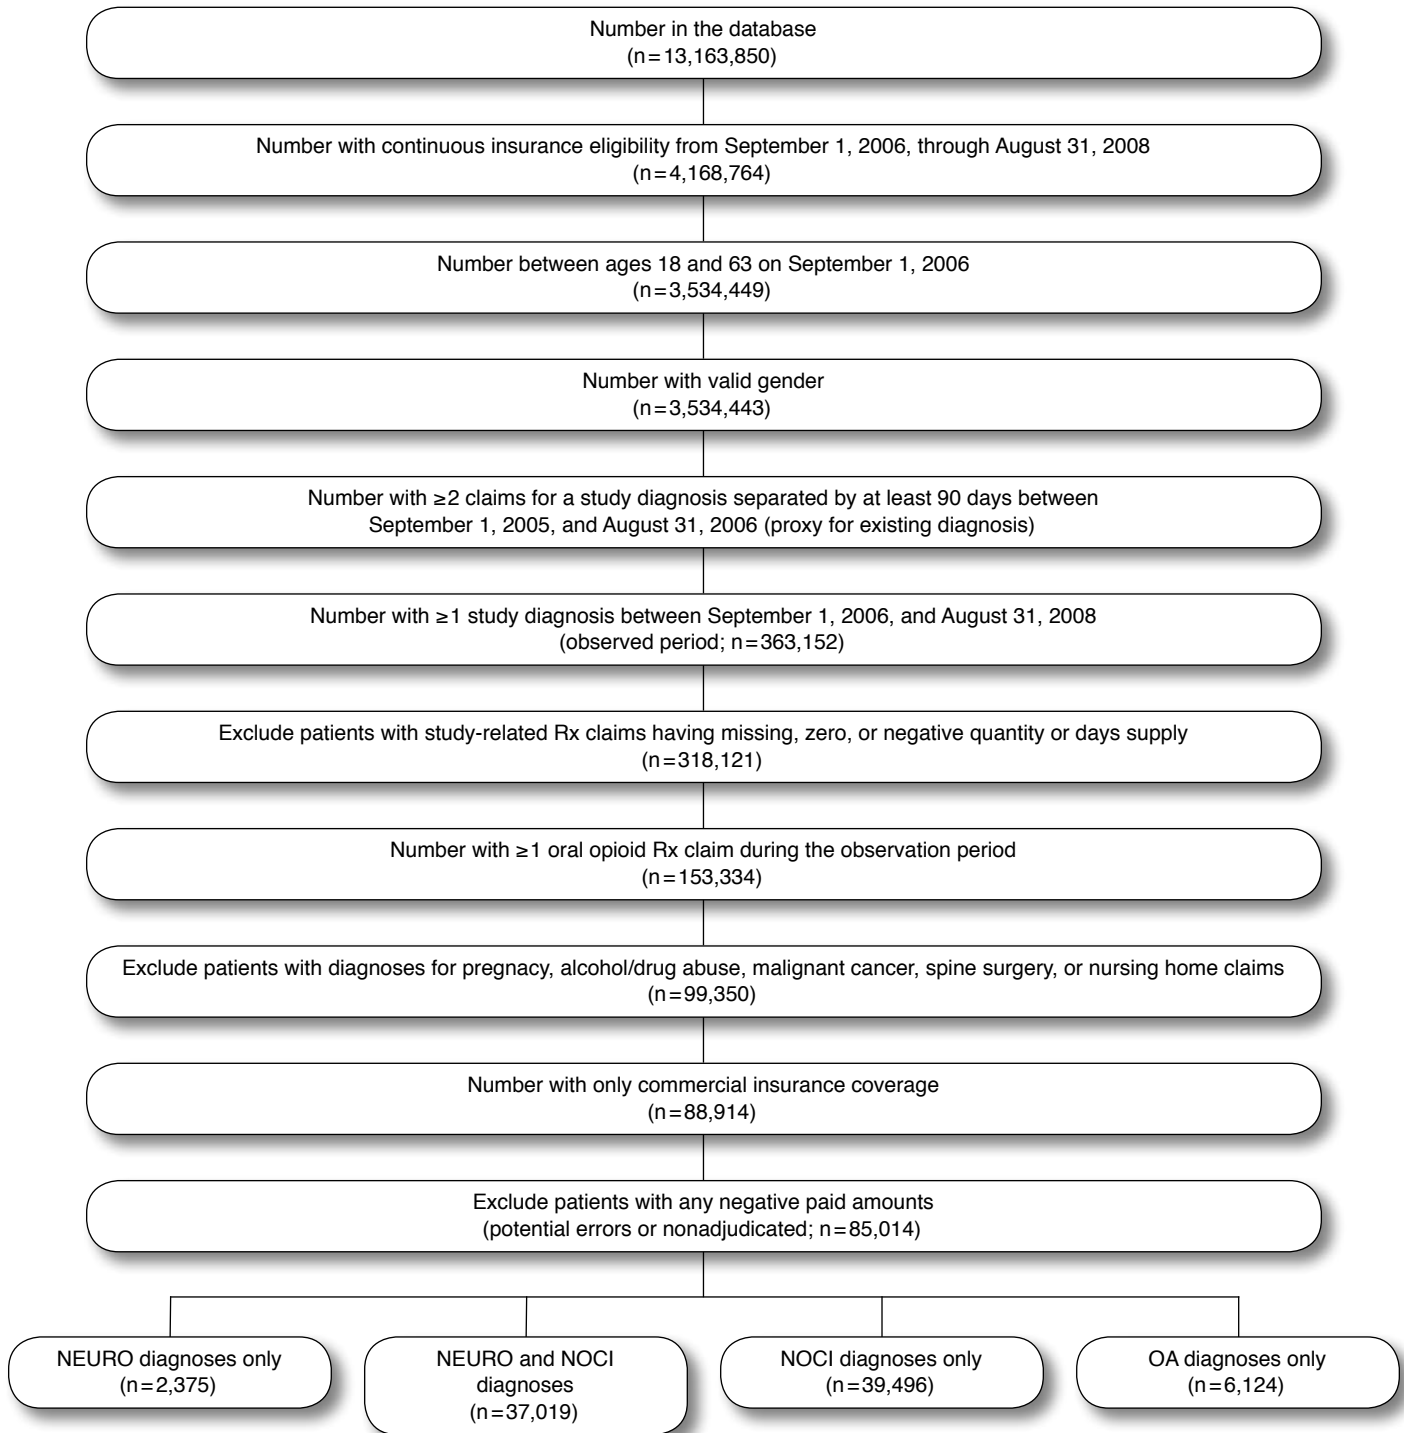 Number in the database
(n=13,163,850)
Number with continuous insurance eligibility from September 1, 2006, through August 31, 2008
(n=4,168,764)
Number between ages 18 and 63 on September 1, 2006
(n=3,534,449)
Number with valid gender
(n=3,534,443)
Number with ≥2 claims for a study diagnosis separated by at least 90 days between
September 1, 2005, and August 31, 2006 (proxy for existing diagnosis)
Number with ≥1 study diagnosis between September 1, 2006, and August 31, 2008
(observed period; n=363,152)
Exclude patients with study-related Rx claims having missing, zero, or negative quantity or days supply
(n=318,121)
Number with ≥1 oral opioid Rx claim during the observation period
(n=153,334)
Exclude patients with diagnoses for pregnancy, alcohol/drug abuse, malignant cancer, spine surgery, or nursing home claims
(n=99,350)
Number with only commercial insurance coverage
(n=88,914)
Exclude patients with any negative paid amounts
(potential errors or nonadjudicated; n=85,014)
NEURO diagnoses only
(n=2,375)
NEURO and NOCI
diagnoses
(n=37,019)
NOCI diagnoses only
(n=39,496)
OA diagnoses only
(n=6,124)